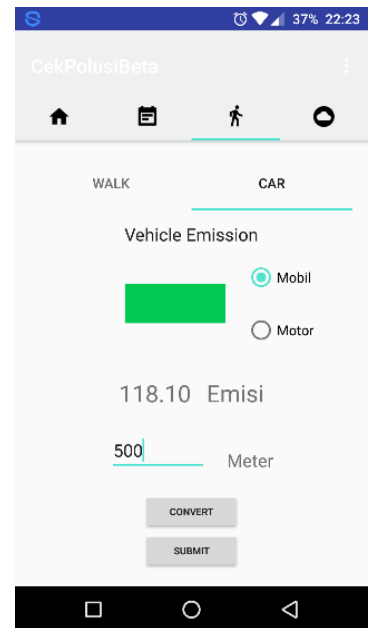 37% 22:23
CekPolusiBeta
WALK CAR
Vehicle Emission
Mobil
Motor
118.10 Emisi
500 Meter
CONVERT
SUBMIT